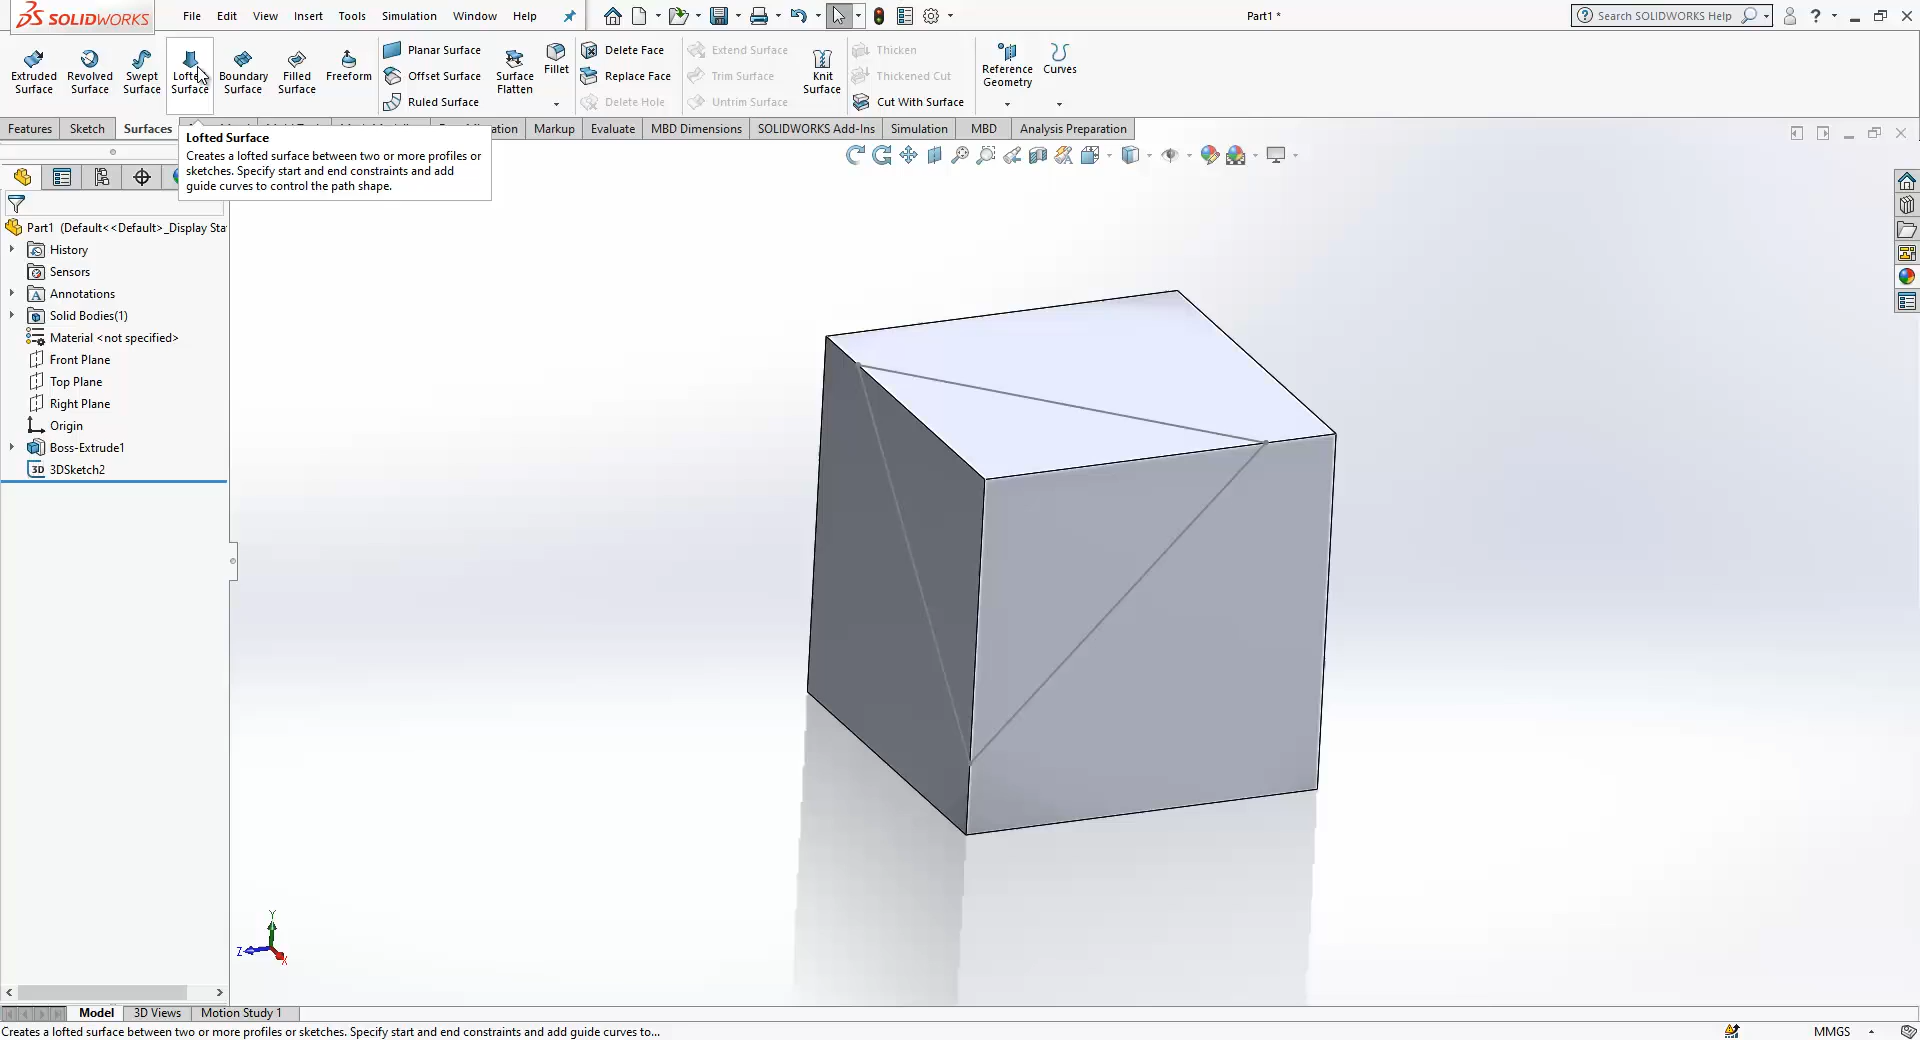 SOLIDWORKS
File Edit View Insert Tools Simulation Window Help
Part1 *
Search SOLIDWORKS Help
Extruded Surface
Revolved Surface
Swept Surface
Lofted Surface
Boundary Surface
Filled Surface
Freeform
Planar Surface
Offset Surface
Ruled Surface
Surface Flatten
Fillet
Delete Face
Replace Face
Delete Hole
Extend Surface
Trim Surface
Untrim Surface
Knit Surface
Thicken
Thickened Cut
Cut With Surface
Reference Geometry
Curves
Features Sketch Surfaces Markup Evaluate MBD Dimensions SOLIDWORKS Add-Ins Simulation MBD Analysis Preparation
Lofted Surface
Creates a lofted surface between two or more profiles or
sketches. Specify start and end constraints and add
guide curves to control the path shape.
Part1 (Default<<Default>_Display Sta
History
Sensors
Annotations
Solid Bodies(1)
Material <not specified>
Front Plane
Top Plane
Right Plane
Origin
Boss-Extrude1
3D 3DSketch2
Y
Z
X
Model 3D Views Motion Study 1
Creates a lofted surface between two or more profiles or sketches. Specify start and end constraints and add guide curves to...
MMGS